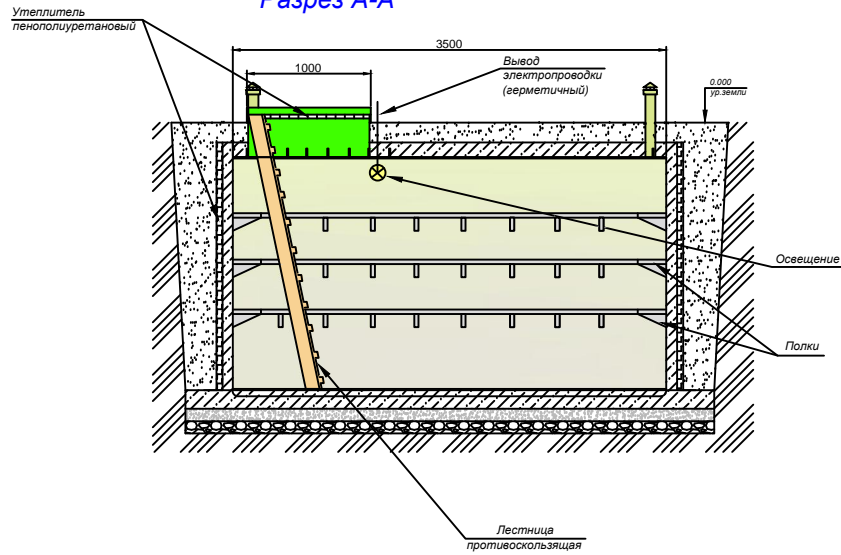 Разрез А-А
Утеплитель
пенополиуретановый
3500
1000
Вывод
электропроводки
(герметичный)
0.000
ур.земли
Освещение
Полки
Лестница
противоскользящая